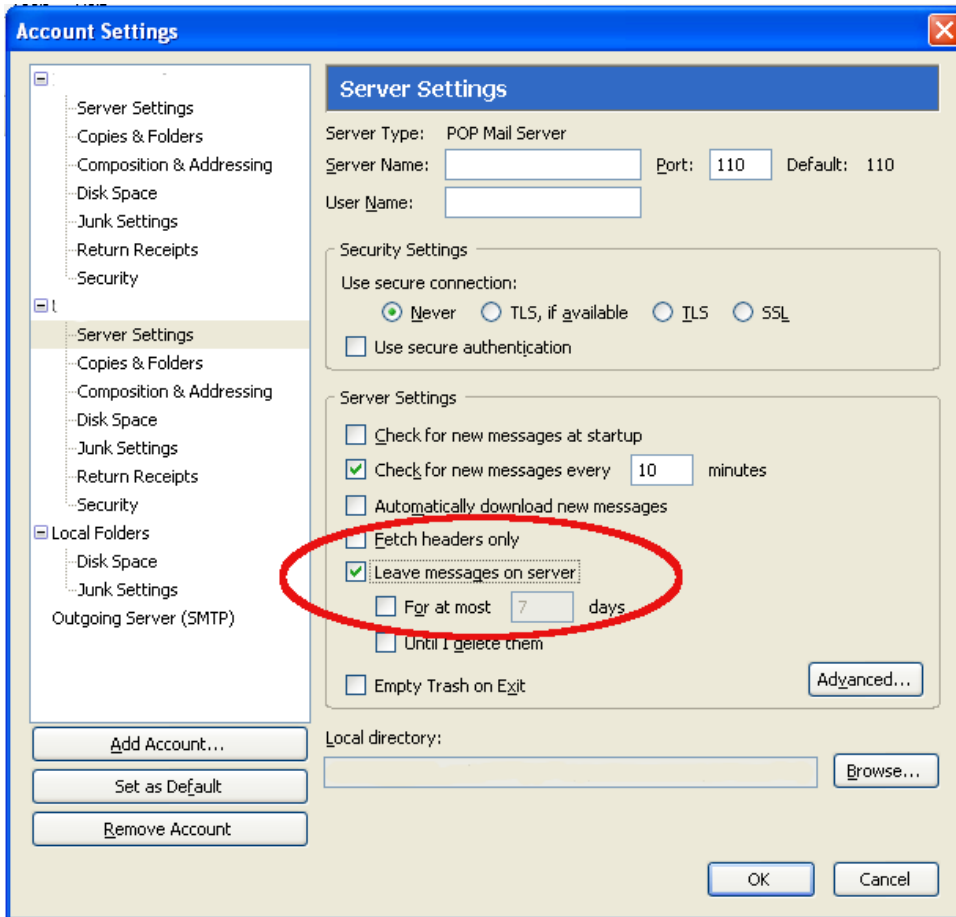 Account Settings
Server Settings
Copies & Folders
Composition & Addressing
Disk Space
Junk Settings
Return Receipts
Security
Server Settings
Copies & Folders
Composition & Addressing
Disk Space
Junk Settings
Return Receipts
Security
Local Folders
Disk Space
Junk Settings
Outgoing Server (SMTP)
Add Account...
Set as Default
Remove Account
Server Settings
Server Type: POP Mail Server
Server Name: Port: 110 Default: 110
User Name:
Security Settings
Use secure connection:
Never TLS, if available TLS SSL
Use secure authentication
Server Settings
Check for new messages at startup
Check for new messages every 10 minutes
Automatically download new messages
Fetch headers only
Leave messages on server
For at most 7 days
Until I delete them
Empty Trash on Exit
Advanced...
Local directory:
Browse...
OK Cancel